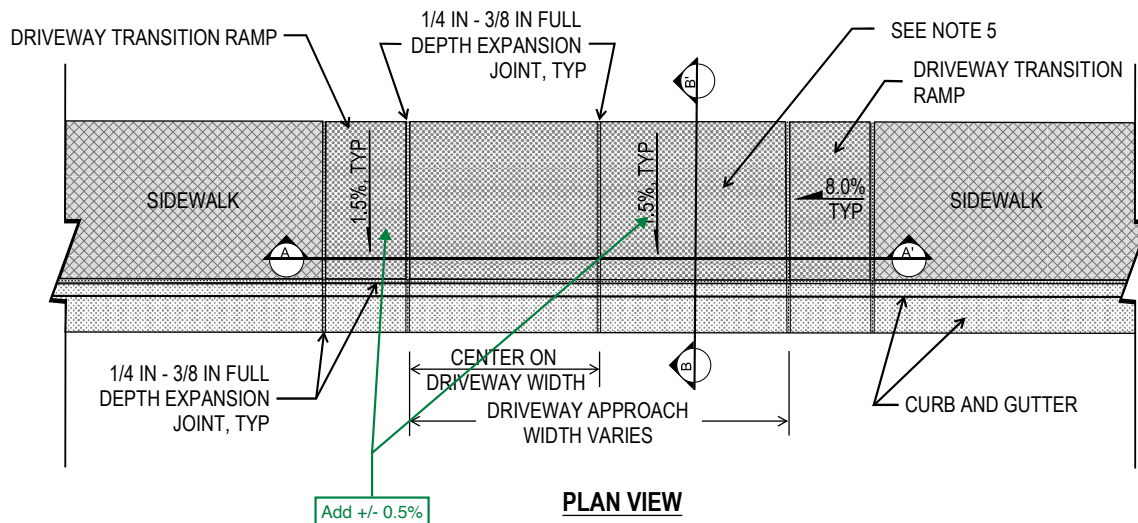 1/4 IN - 3/8 IN FULL
DEPTH EXPANSION
JOINT, TYP
DRIVEWAY TRANSITION RAMP
SEE NOTE 5
DRIVEWAY TRANSITION
RAMP
B'
SIDEWALK
1.5%, TYP
1.5%, TYP
8.0%
TYP
SIDEWALK
A
A'
1/4 IN - 3/8 IN FULL
DEPTH EXPANSION
JOINT, TYP
CENTER ON
DRIVEWAY WIDTH
B
DRIVEWAY APPROACH
WIDTH VARIES
CURB AND GUTTER
Add +/- 0.5%
PLAN VIEW